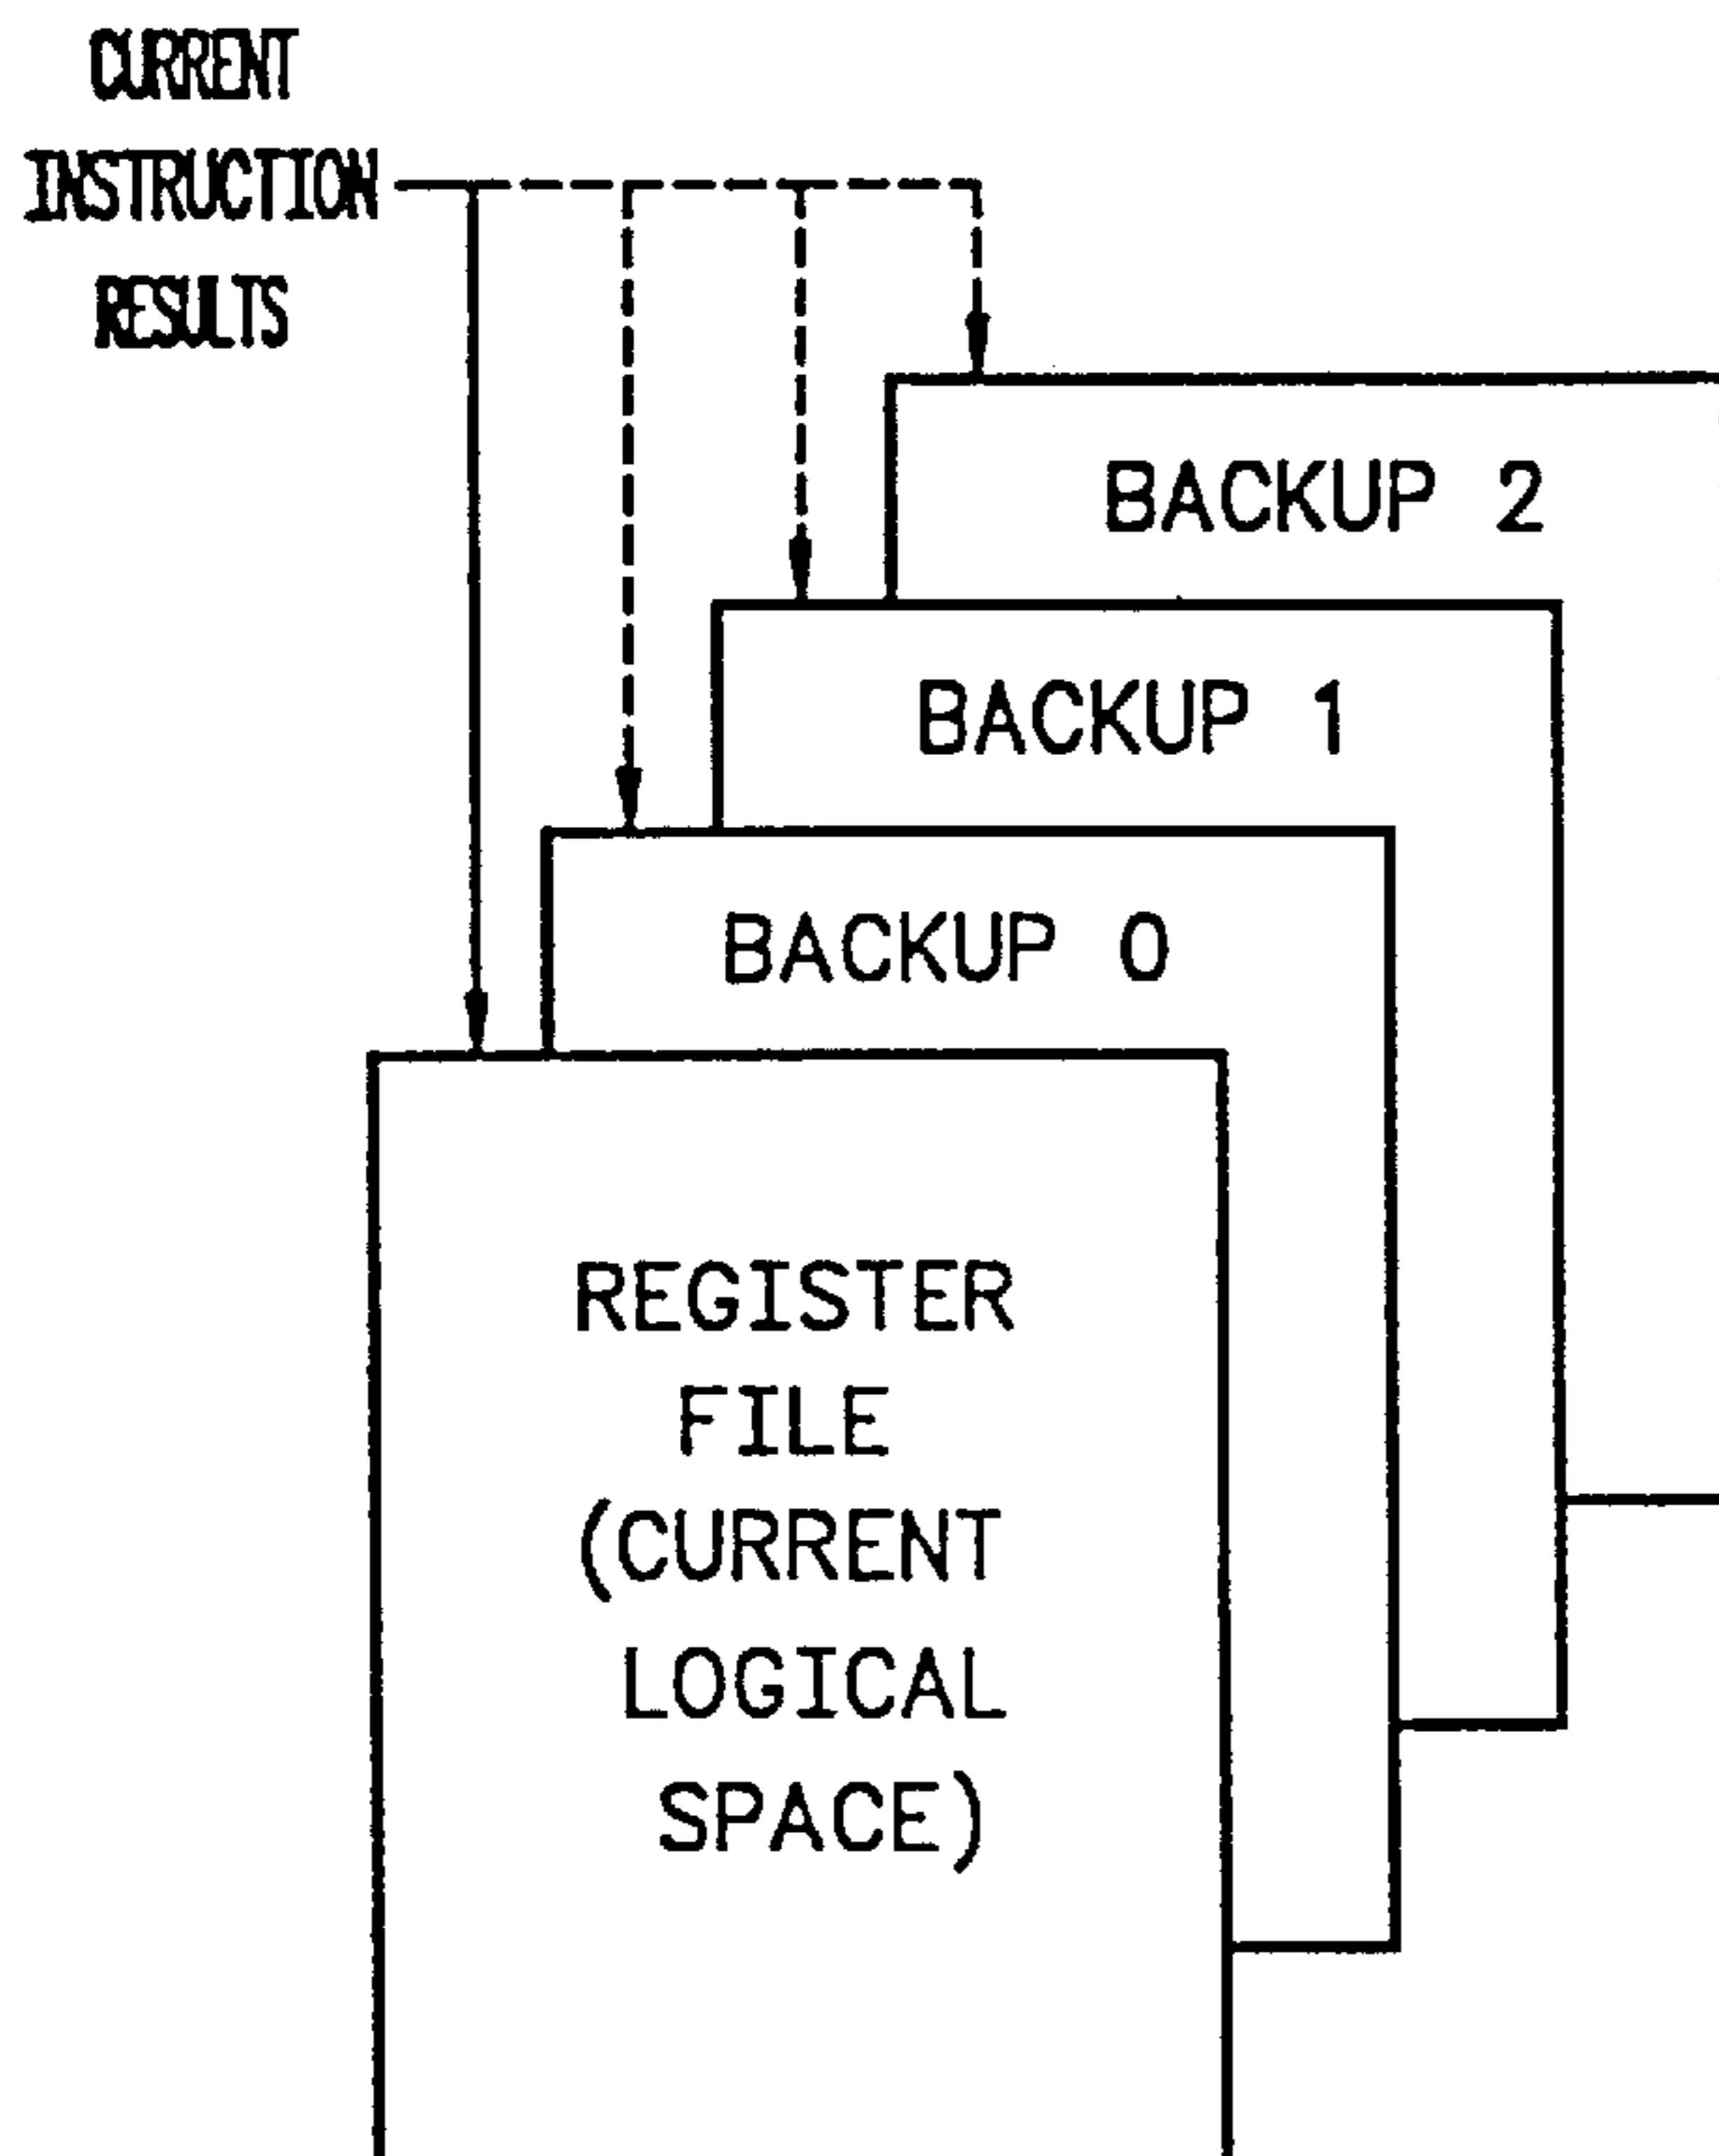 CURRENT
INSTRUCTION
RESULTS
BACKUP 2
BACKUP 1
BACKUP 0
REGISTER
FILE
(CURRENT
LOGICAL
SPACE)